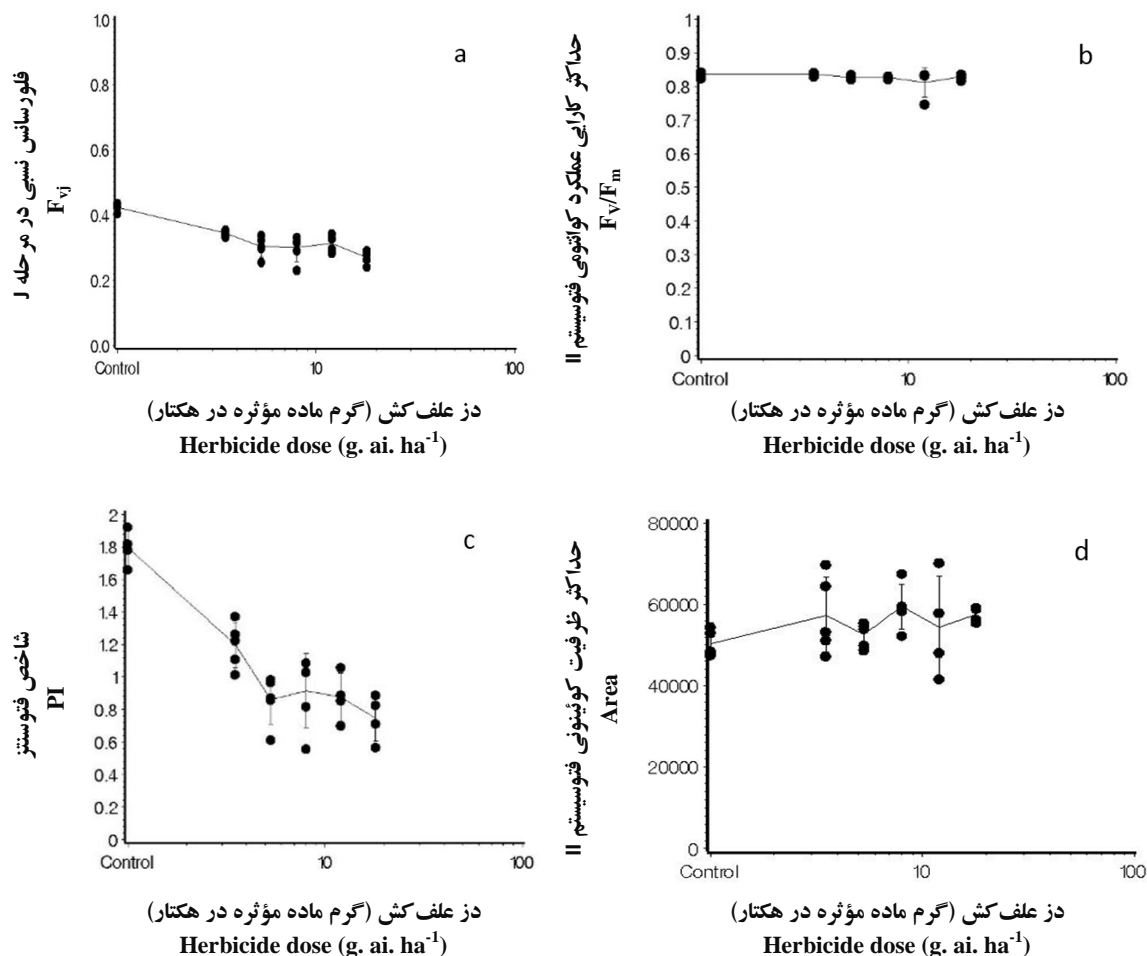 فلورسانس نسبی در مرحله J
F_vj
1.0
0.8
0.6
0.4
0.2
0.0
a
Control 10 100
دز علف‌کش (گرم ماده مؤثره در هکتار)
Herbicide dose (g. ai. ha⁻¹)
حداکثر کارایی عملکرد کوانتومی فتوسیستم II
F_V/F_m
1
0.9
0.8
0.7
0.6
0.5
0.4
0.3
0.2
0.1
0
b
Control 10 100
دز علف‌کش (گرم ماده مؤثره در هکتار)
Herbicide dose (g. ai. ha⁻¹)
شاخص فتوسنتز
PI
2
1.8
1.6
1.4
1.2
1
0.8
0.6
0.4
0.2
0
c
Control 10 100
دز علف‌کش (گرم ماده مؤثره در هکتار)
Herbicide dose (g. ai. ha⁻¹)
حداکثر ظرفیت کوئینونی فتوسیستم II
Area
80000
60000
40000
20000
0
d
Control 10 100
دز علف‌کش (گرم ماده مؤثره در هکتار)
Herbicide dose (g. ai. ha⁻¹)